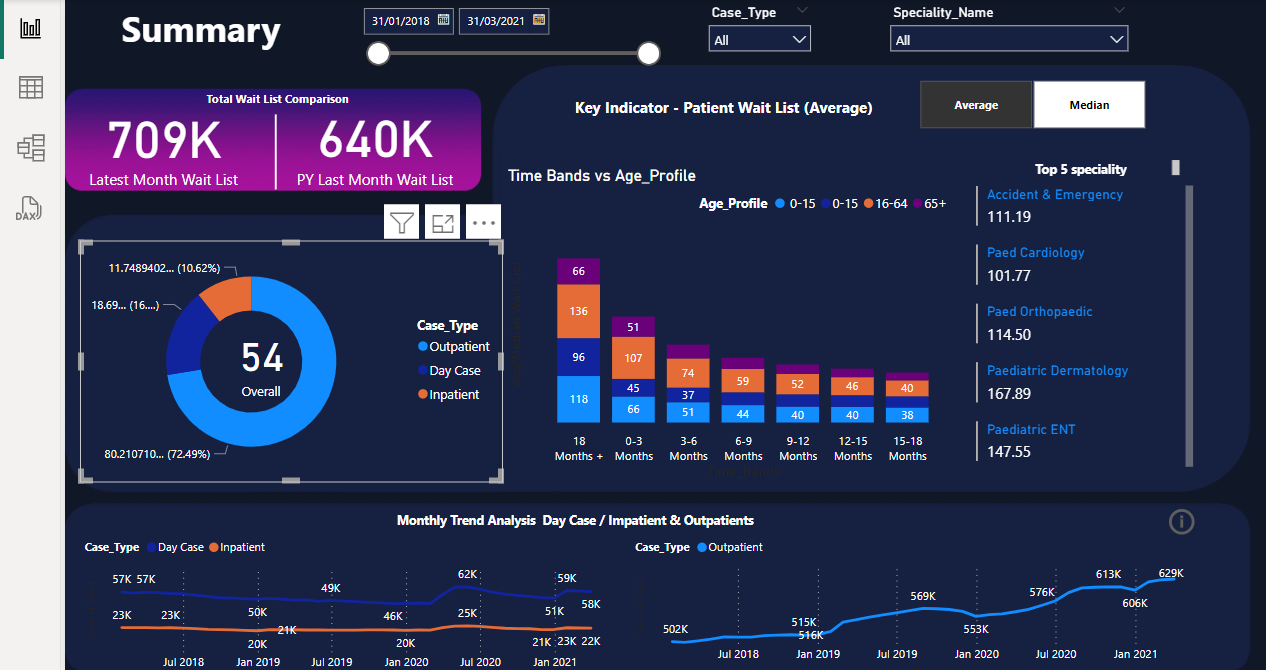 Summary
31/01/2018
31/03/2021
Case_Type
All
Speciality_Name
All
Total Wait List Comparison
709K
Latest Month Wait List
640K
PY Last Month Wait List
Key Indicator - Patient Wait List (Average)
Average
Median
DAX
Time Bands vs Age_Profile
Age_Profile 0-15 0-15 16-64 65+
66
136
96
118
51
107
45
66
74
37
51
59
44
52
40
46
40
40
38
18 Months +
0-3 Months
3-6 Months
6-9 Months
9-12 Months
12-15 Months
15-18 Months
Top 5 speciality
Accident & Emergency
111.19
Paed Cardiology
101.77
Paed Orthopaedic
114.50
Paediatric Dermatology
167.89
Paediatric ENT
147.55
11.7489402... (10.62%)
18.69... (16....)
54
Overall
80.210710... (72.49%)
Case_Type
Outpatient
Day Case
Inpatient
Monthly Trend Analysis  Day Case / Impatient & Outpatients
Case_Type Day Case Inpatient
57K 57K 50K 49K 46K 62K 51K 59K 58K
23K 23K 20K 21K 20K 25K 21K 23K 22K
Jul 2018 Jan 2019 Jul 2019 Jan 2020 Jul 2020 Jan 2021
Case_Type Outpatient
502K 515K 516K 569K 553K 576K 613K 606K 629K
Jul 2018 Jan 2019 Jul 2019 Jan 2020 Jul 2020 Jan 2021